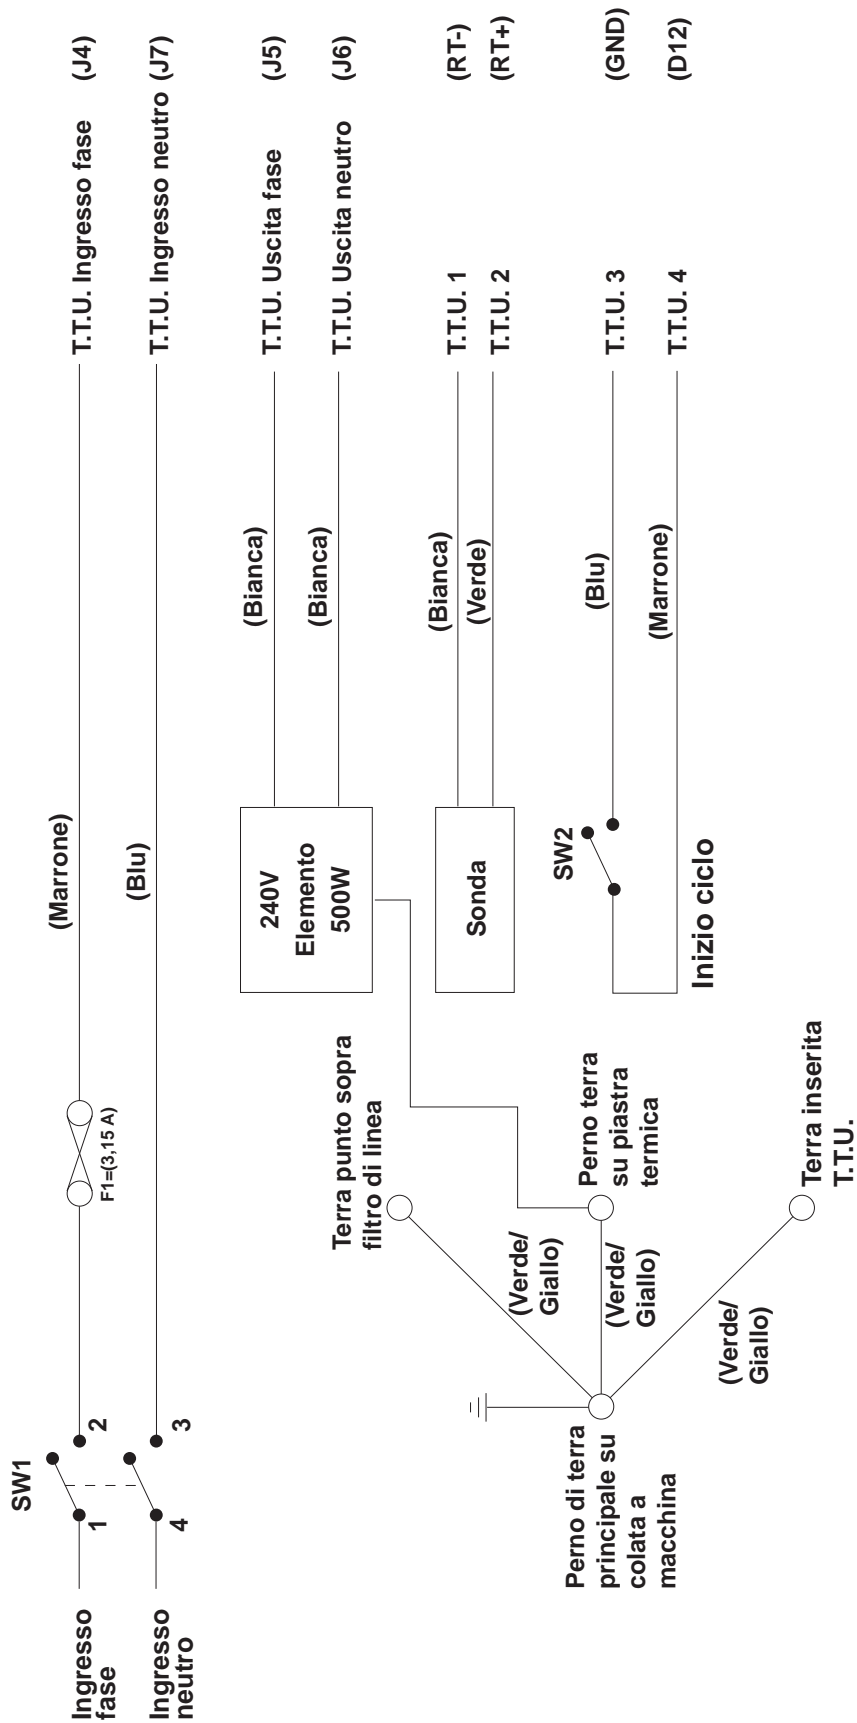 Ingresso
fase
SW1
1
2
F1=(3,15 A)
(Marrone)
T.T.U. Ingresso fase
(J4)
Ingresso
neutro
4
3
(Blu)
T.T.U. Ingresso neutro
(J7)
240V
Elemento
500W
(Bianca)
T.T.U. Uscita fase
(J5)
(Bianca)
T.T.U. Uscita neutro
(J6)
Sonda
(Bianca)
T.T.U. 1
(RT-)
(Verde)
T.T.U. 2
(RT+)
SW2
(Blu)
T.T.U. 3
(GND)
(Marrone)
T.T.U. 4
(D12)
Inizio ciclo
Terra punto sopra
filtro di linea
(Verde/
Giallo)
Perno terra
su piastra
termica
(Verde/
Giallo)
Terra inserita
T.T.U.
(Verde/
Giallo)
Perno di terra
principale su
colata a
macchina